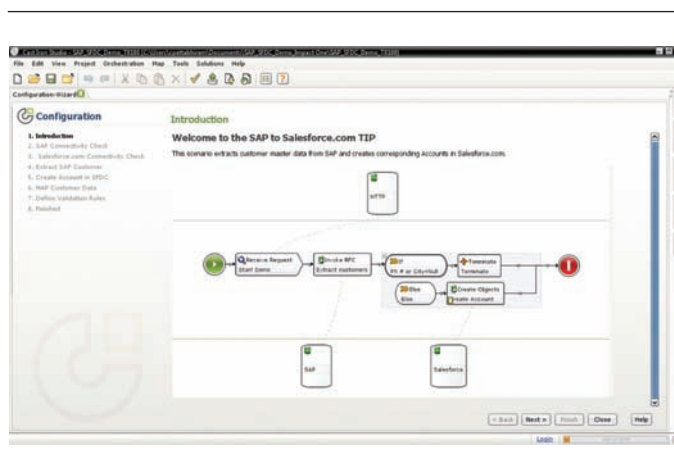 File Edit View Project Orchestration Map Tools Solutions Help
Configuration-Wizard
Configuration
1. Introduction
2. SAP Connectivity Check
3. Salesforce.com Connectivity Check
4. Extract SAP Customer
5. Create Account in SFDC
6. MAP Customer Data
7. Define Validation Rules
8. Finished
Introduction
Welcome to the SAP to Salesforce.com TIP
This scenario extracts customer master data from SAP and creates corresponding Accounts in Salesforce.com.
HTTP
Receive Request
Start Demo
Invoke RFC
Extract customers
If
Ph # or City=Null
Terminate
Terminate
Else
Else
Create Objects
Create Account
SAP
Salesforce
< Back Next > Finish Close Help
Login